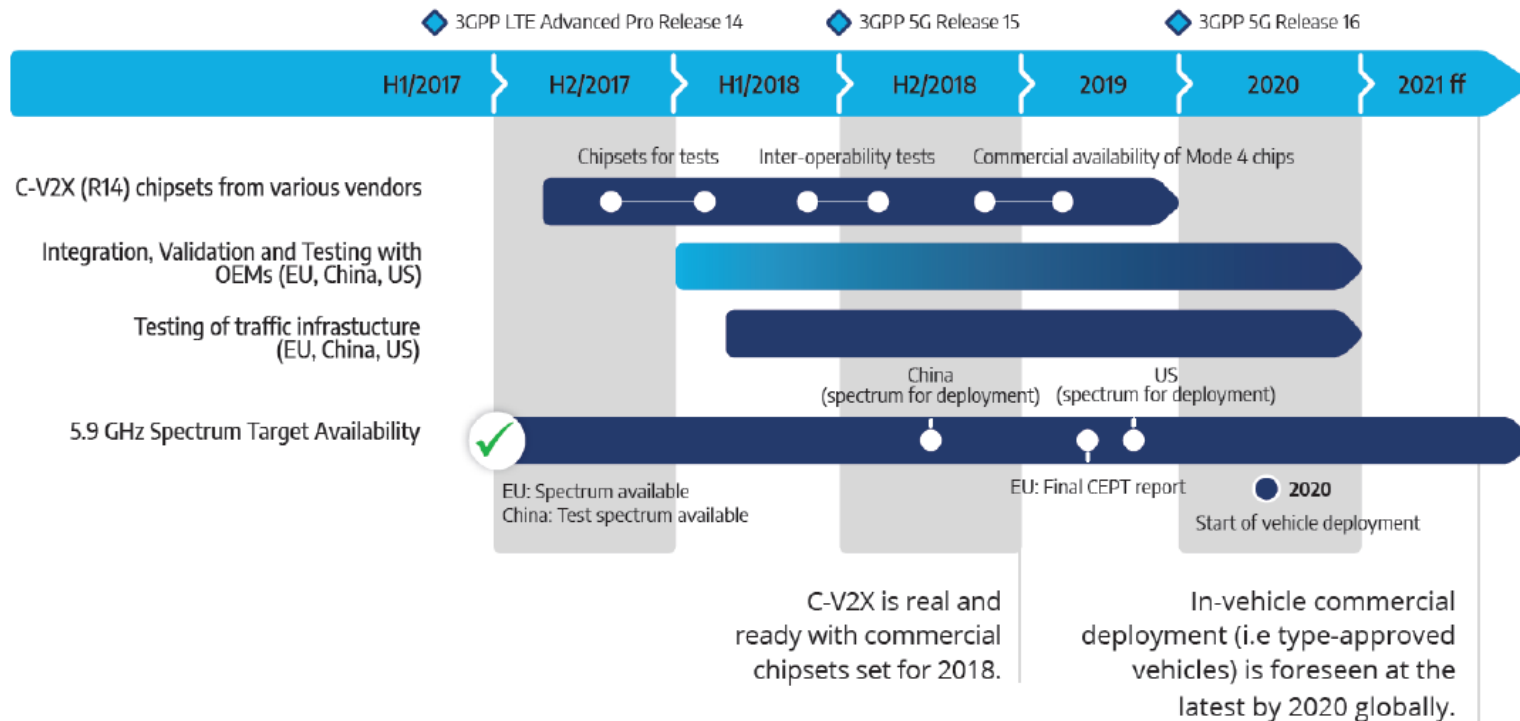 3GPP LTE Advanced Pro Release 14
3GPP 5G Release 15
3GPP 5G Release 16
H1/2017
H2/2017
H1/2018
H2/2018
2019
2020
2021 ff
Chipsets for tests
Inter-operability tests
Commercial availability of Mode 4 chips
C-V2X (R14) chipsets from various vendors
Integration, Validation and Testing with
OEMs (EU, China, US)
Testing of traffic infrastucture
(EU, China, US)
China
(spectrum for deployment)
US
(spectrum for deployment)
5.9 GHz Spectrum Target Availability
EU: Spectrum available
China: Test spectrum available
EU: Final CEPT report
2020
Start of vehicle deployment
C-V2X is real and
ready with commercial
chipsets set for 2018.
In-vehicle commercial
deployment (i.e type-approved
vehicles) is foreseen at the
latest by 2020 globally.